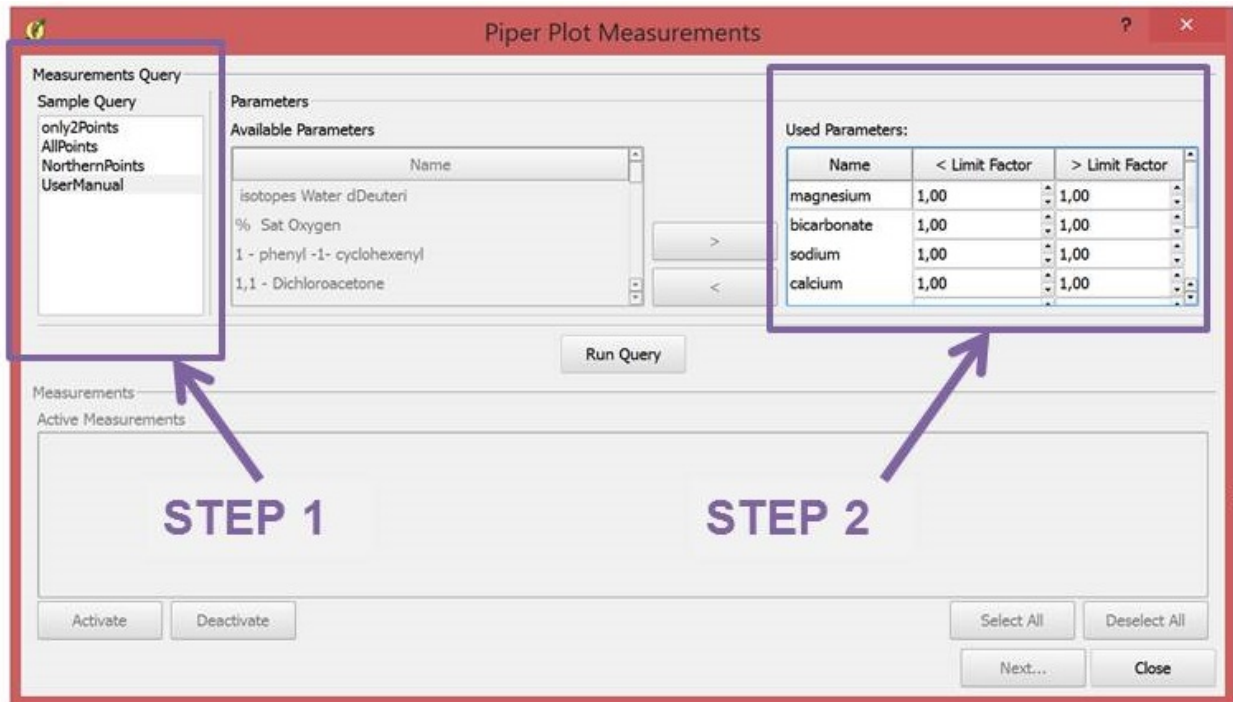 Piper Plot Measurements ? ×
Measurements Query
Sample Query
only2Points
AllPoints
NorthernPoints
UserManual
Parameters
Available Parameters
Name
isotopes Water dDeuteri
% Sat Oxygen
1 - phenyl -1- cyclohexenyl
1,1 - Dichloroacetone
>
<
Used Parameters:
Name < Limit Factor > Limit Factor
magnesium 1,00 1,00
bicarbonate 1,00 1,00
sodium 1,00 1,00
calcium 1,00 1,00
Run Query
Measurements
Active Measurements
STEP 1 STEP 2
Activate Deactivate Select All Deselect All
Next... Close